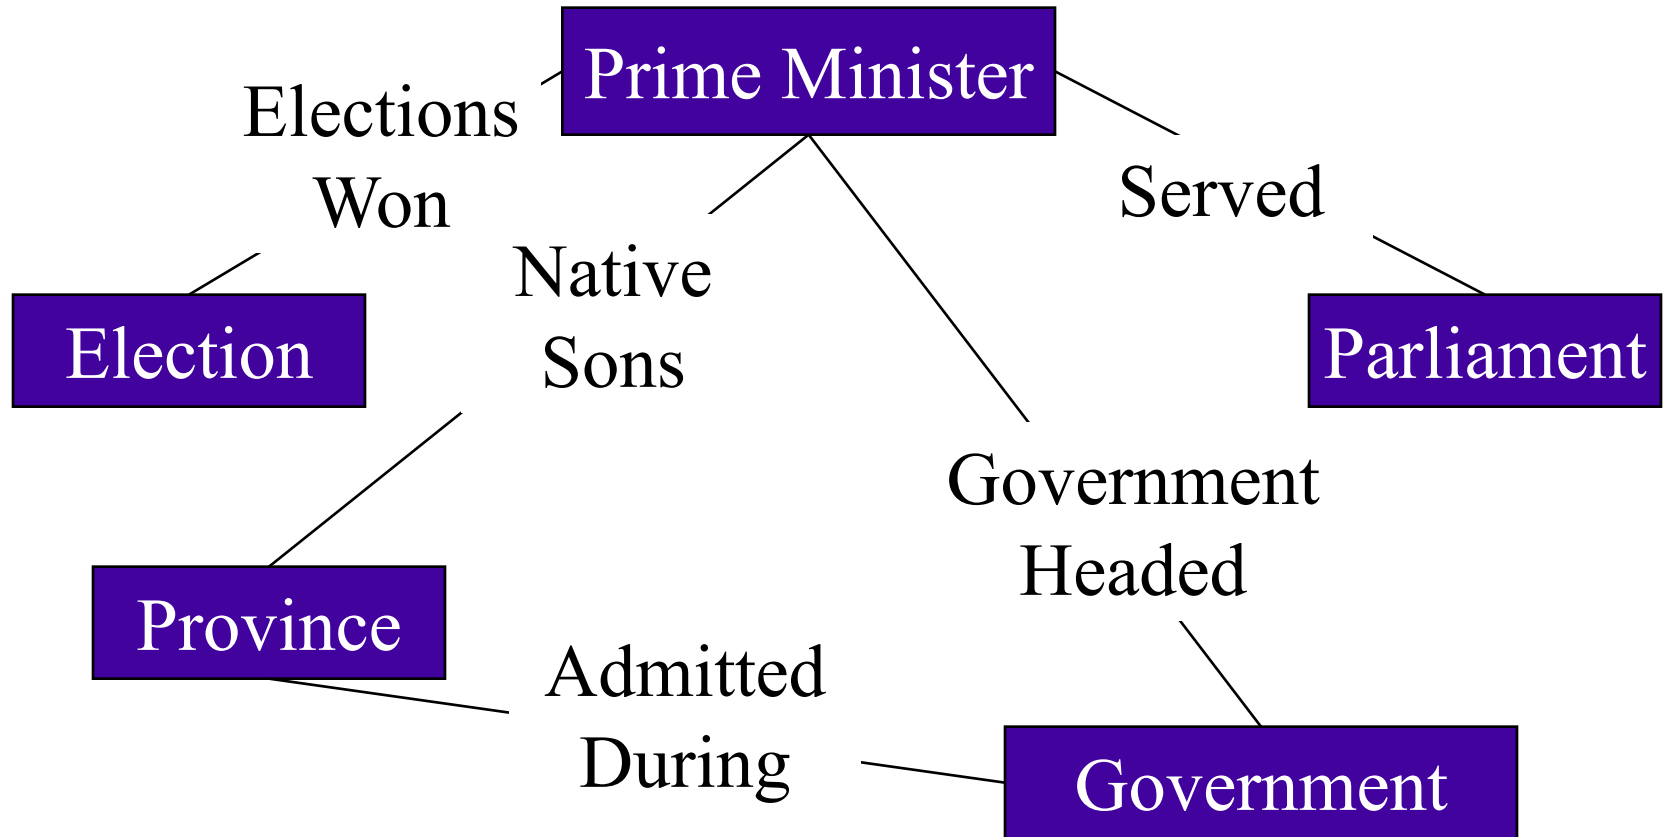 Prime Minister
Elections
Won
Served
Native
Sons
Election
Parliament
Government
Headed
Province
Admitted
During
Government